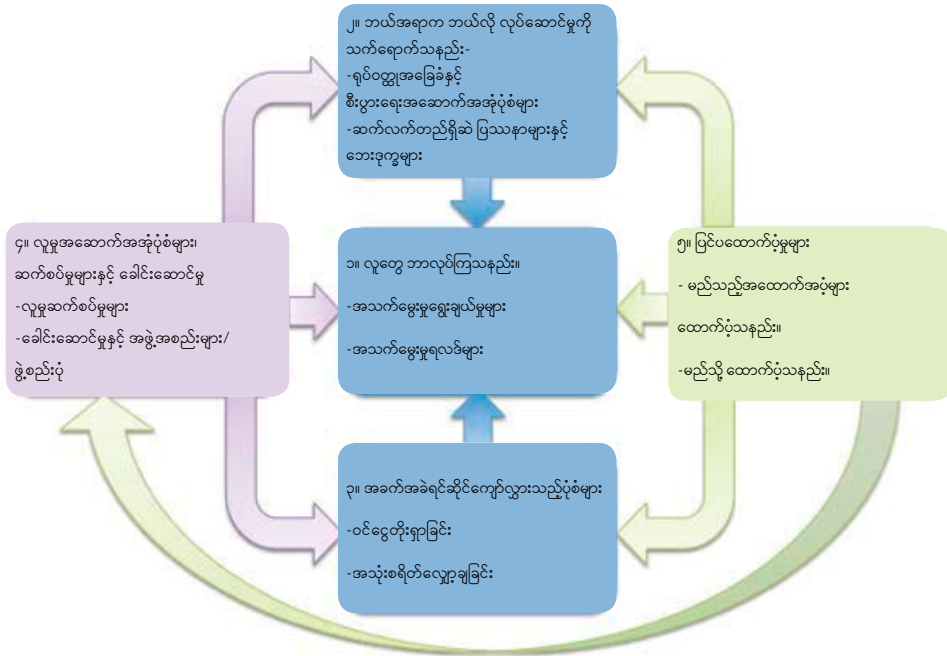 ၂။ ဘယ်အရာက ဘယ်လို လုပ်ဆောင်မှုကို
သက်ရောက်သနည်း-
-ရုပ်ဝတ္ထုအခြေခံနှင့်
စီးပွားရေးအဆောက်အအုံပုံစံများ
-ဆက်လက်တည်ရှိဆဲ ပြဿနာများနှင့်
ဘေးဒုက္ခများ
၄။ လူမှုအဆောက်အအုံပုံစံများ၊
ဆက်စပ်မှုများနှင့် ခေါင်းဆောင်မှု
-လူမှုဆက်စပ်မှုများ
-ခေါင်းဆောင်မှုနှင့် အဖွဲ့အစည်းများ/
ဖွဲ့စည်းပုံ
၁။ လူတွေ ဘာလုပ်ကြသနည်း။
-အသက်မွေးမှုရွေးချယ်မှုများ
-အသက်မွေးမှုရလဒ်များ
၅။ ပြင်ပထောက်ပံ့မှုများ
- မည်သည့်အထောက်အပံ့များ
ထောက်ပံ့သနည်း။
-မည်သို့ ထောက်ပံ့သနည်း။
၃။ အခက်အခဲရင်ဆိုင်ကျော်လွှားသည့်ပုံစံများ
-ဝင်ငွေတိုးရှာခြင်း
-အသုံးစရိတ်လျှော့ချခြင်း